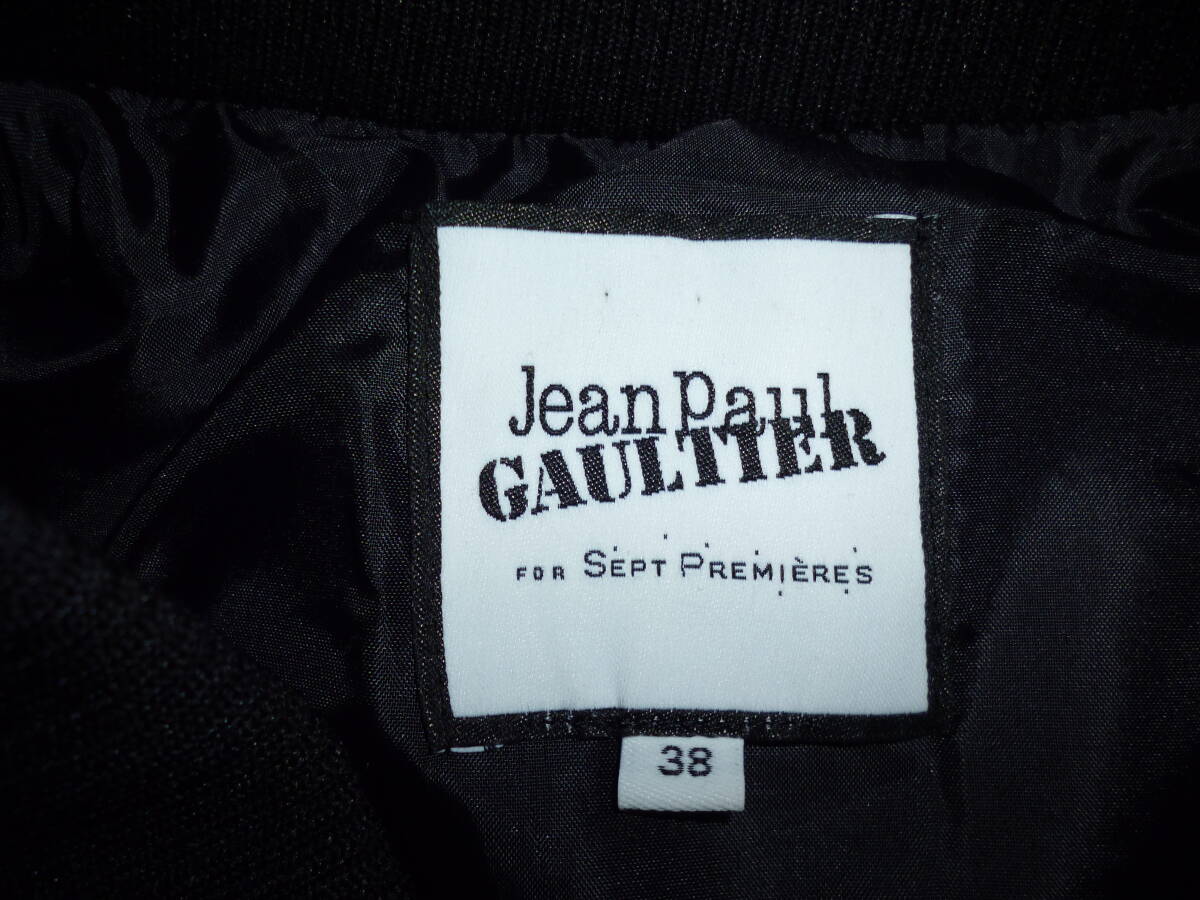 Jean Paul
GAULTIER
FOR SEPT PREMIÈRES
38